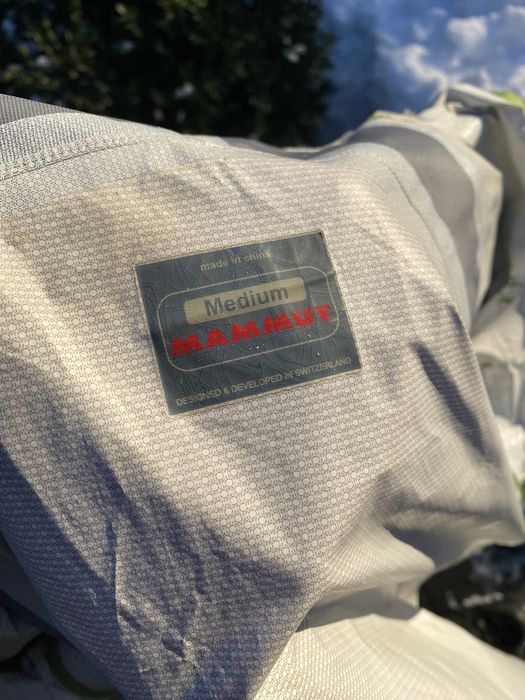 made in china
Medium
MAMMUT
DESIGNED & DEVELOPED IN SWITZERLAND